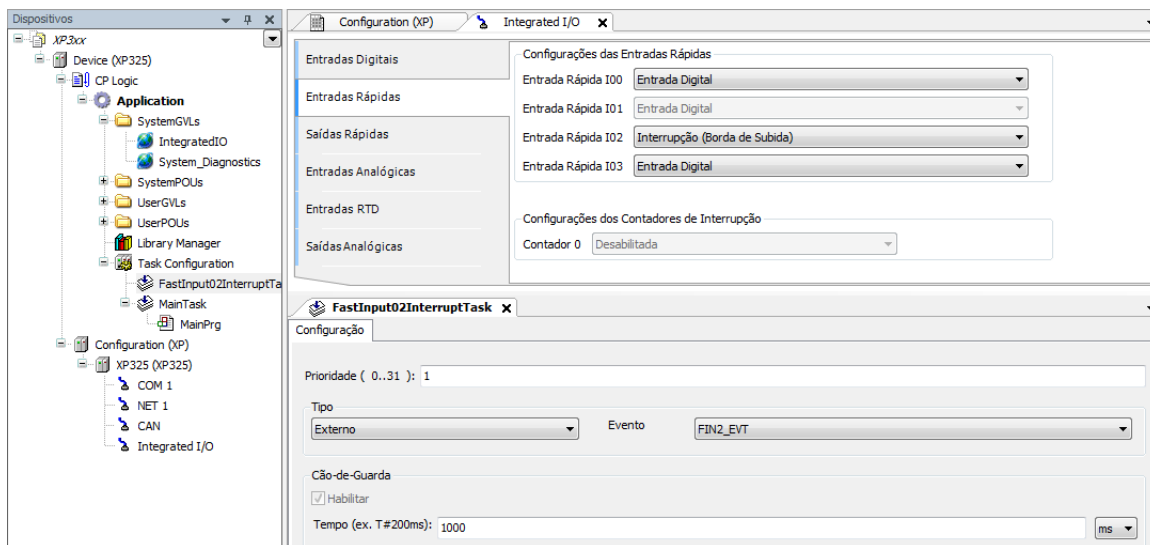 Dispositivos
XP3xx
Device (XP325)
CP Logic
Application
SystemGVLs
IntegratedIO
System_Diagnostics
SystemPOUs
UserGVLs
UserPOUs
Library Manager
Task Configuration
FastInput02InterruptTa
MainTask
MainPrg
Configuration (XP)
XP325 (XP325)
COM 1
NET 1
CAN
Integrated I/O
Configuration (XP) Integrated I/O
Entradas Digitais
Entradas Rápidas
Saídas Rápidas
Entradas Analógicas
Entradas RTD
Saídas Analógicas
Configurações das Entradas Rápidas
Entrada Rápida I00 Entrada Digital
Entrada Rápida I01 Entrada Digital
Entrada Rápida I02 Interrupção (Borda de Subida)
Entrada Rápida I03 Entrada Digital
Configurações dos Contadores de Interrupção
Contador 0 Desabilitada
FastInput02InterruptTask
Configuração
Prioridade ( 0..31 ): 1
Tipo
Externo Evento FIN2_EVT
Cão-de-Guarda
Habilitar
Tempo (ex. T#200ms): 1000 ms